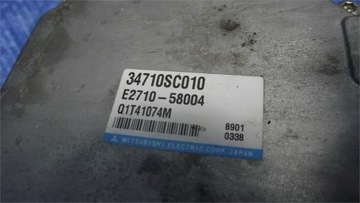 34710SC010
E2710-58004
Q1T41074M
8901
0338
MITSUBISHI ELECTRIC CORP. JAPAN